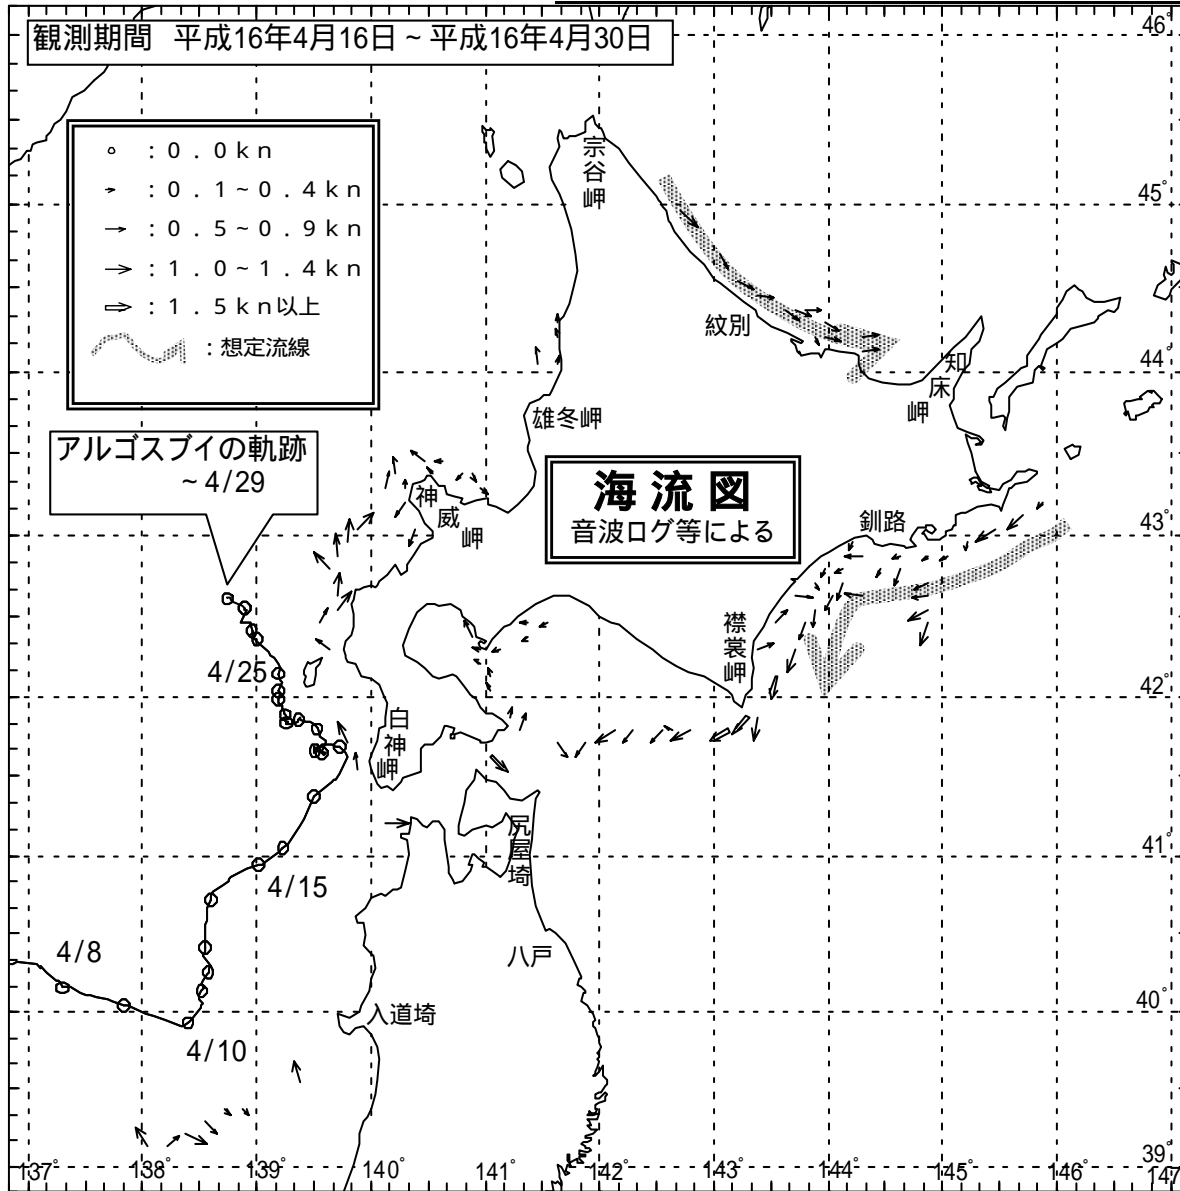 観測期間 平成16年4月16日 ~ 平成16年4月30日
: 0 . 0 k n
: 0 . 1 ~ 0 . 4 k n
: 0 . 5 ~ 0 . 9 k n
: 1 . 0 ~ 1 . 4 k n
: 1 . 5 k n 以上
: 想定流線
アルゴスブイの軌跡
~ 4/29
海流図
音波ログ等による
宗谷岬
紋別
知床岬
雄冬岬
神威岬
釧路
襟裳岬
白神岬
尻屋埼
八戸
入道埼
4/25
4/15
4/8
4/10
46°
45°
44°
43°
42°
41°
40°
39°
137°
138°
139°
140°
141°
142°
143°
144°
145°
146°
147